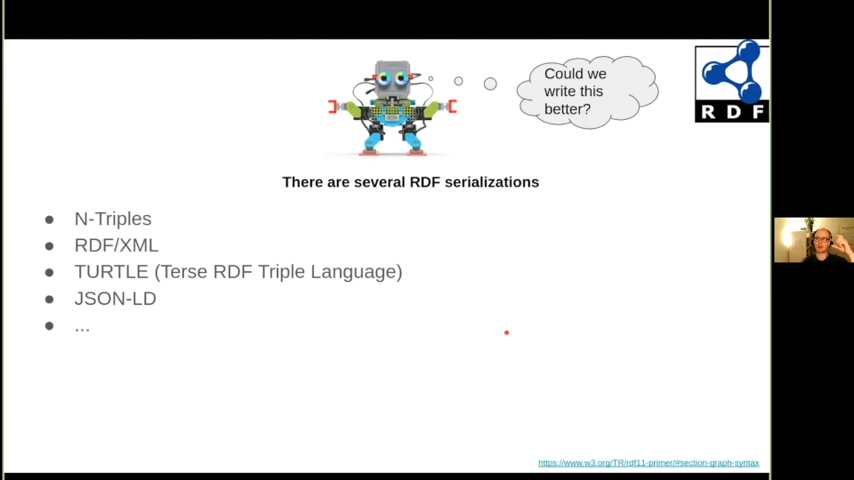 Could we
write this
better?
RDF
There are several RDF serializations
● N-Triples
● RDF/XML
● TURTLE (Terse RDF Triple Language)
● JSON-LD
● ...
https://www.w3.org/TR/rdf11-primer/#section-graph-syntax